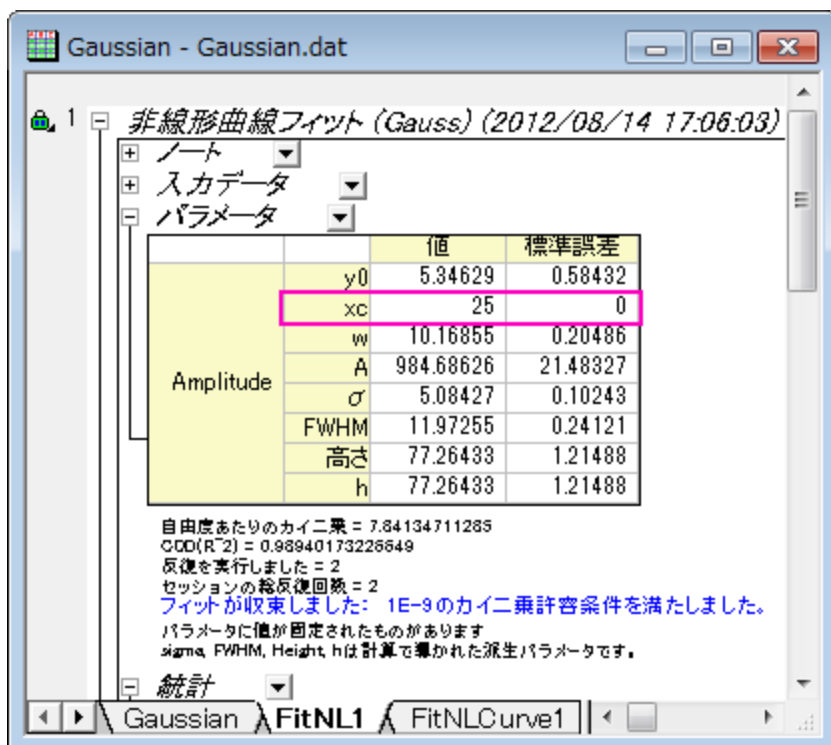 Gaussian - Gaussian.dat
1 非線形曲線フィット (Gauss) (2012/08/14 17:06:03)
ノート
入力データ
パラメータ
値 標準誤差
y0 5.34629 0.58432
xc 25 0
w 10.16855 0.20486
A 984.68626 21.48327
Amplitude
σ 5.08427 0.10243
FWHM 11.97255 0.24121
高さ 77.26433 1.21488
h 77.26433 1.21488
自由度あたりのカイ二乗 = 7.84134711285
COD(R^2) = 0.98940173226649
反復を実行しました = 2
セッションの総反復回数 = 2
フィットが収束しました: 1E-9のカイ二乗許容条件を満たしました。
パラメータに値が固定されたものがあります
sigma, FWHM, Height, hは計算で導かれた派生パラメータです。
統計
Gaussian FitNL1 FitNLCurve1